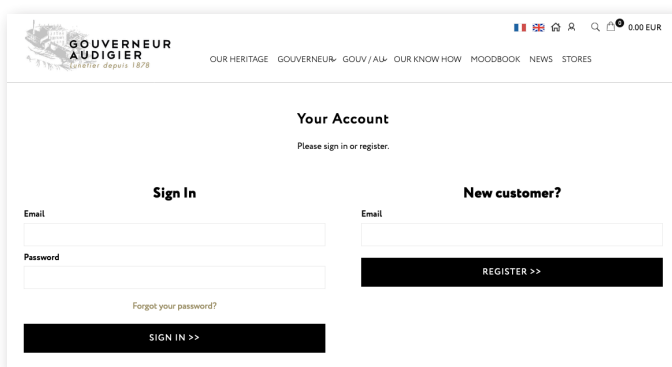 0 0.00 EUR
GOUVERNEUR
AUDIGIER
Lunetier depuis 1878
OUR HERITAGE GOUVERNEUR GOUV / AU OUR KNOW HOW MOODBOOK NEWS STORES
Your Account
Please sign in or register.
Sign In
Email
Password
Forgot your password?
SIGN IN >>
New customer?
Email
REGISTER >>